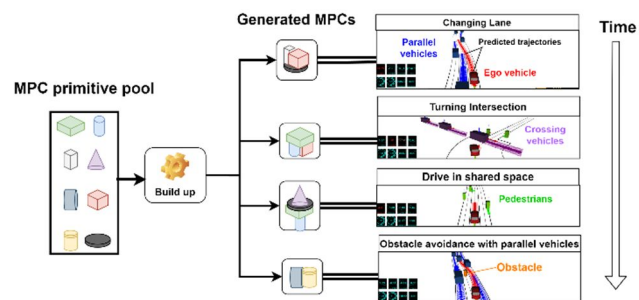 Generated MPCs
Changing Lane
Time
Parallel
vehicles
Predicted trajectories
Ego vehicle
MPC primitive pool
Build up
Turning Intersection
Crossing
vehicles
Drive in shared space
Pedestrians
Obstacle avoidance with parallel vehicles
Obstacle